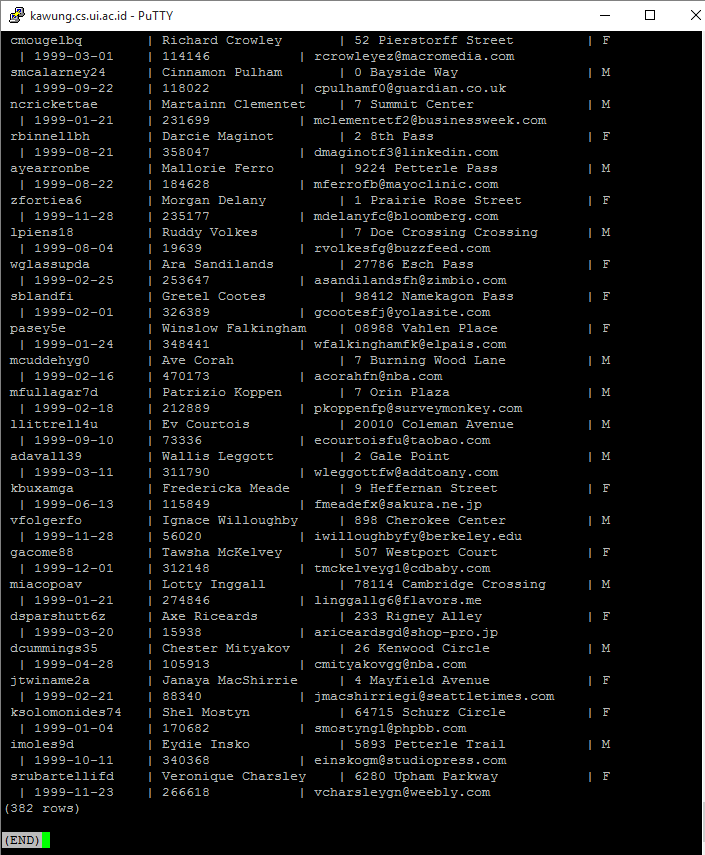 kawung.cs.ui.ac.id - PuTTY
cmougelbq | Richard Crowley | 52 Pierstorff Street | F
| 1999-03-01 | 114146 | rcrowleyez@macromedia.com
smcalarney24 | Cinnamon Pulham | 0 Bayside Way | M
| 1999-09-22 | 118022 | cpulhamf0@guardian.co.uk
ncrickettae | Martainn Clementet | 7 Summit Center | M
| 1999-01-21 | 231699 | mclementetf2@businessweek.com
rbinnellbh | Darcie Maginot | 2 8th Pass | F
| 1999-08-21 | 358047 | dmaginotf3@linkedin.com
ayearronbe | Mallorie Ferro | 9224 Petterle Pass | M
| 1999-08-22 | 184628 | mferrofb@mayoclinic.com
zfortiea6 | Morgan Delany | 1 Prairie Rose Street | F
| 1999-11-28 | 235177 | mdelanyfc@bloomberg.com
lpiens18 | Ruddy Volkes | 7 Doe Crossing Crossing | M
| 1999-08-04 | 19639 | rvolkesfg@buzzfeed.com
wglassupda | Ara Sandilands | 27786 Esch Pass | F
| 1999-02-25 | 253647 | asandilandsfh@zimbio.com
sblandfi | Gretel Cootes | 98412 Namekagon Pass | F
| 1999-02-01 | 326389 | gcootesfj@yolasite.com
pasey5e | Winslow Falkingham | 08988 Vahlen Place | F
| 1999-01-24 | 348441 | wfalkinghamfk@elpais.com
mcuddehyg0 | Ave Corah | 7 Burning Wood Lane | M
| 1999-02-16 | 470173 | acorahfn@nba.com
mfullagar7d | Patrizio Koppen | 7 Orin Plaza | M
| 1999-02-18 | 212889 | pkoppenfp@surveymonkey.com
llittrell4u | Ev Courtois | 20010 Coleman Avenue | M
| 1999-09-10 | 73336 | ecourtoisfu@taobao.com
adavall39 | Wallis Leggott | 2 Gale Point | M
| 1999-03-11 | 311790 | wleggottfw@addtoany.com
kbuxamga | Fredericka Meade | 9 Heffernan Street | F
| 1999-06-13 | 115849 | fmeadefx@sakura.ne.jp
vfolgerfo | Ignace Willoughby | 898 Cherokee Center | M
| 1999-11-28 | 56020 | iwilloughbyfy@berkeley.edu
gacome88 | Tawsha McKelvey | 507 Westport Court | F
| 1999-12-01 | 312148 | tmckelveyg1@cdbaby.com
miacopoav | Lotty Inggall | 78114 Cambridge Crossing | M
| 1999-01-21 | 274846 | linggallg6@flavors.me
dsparshutt6z | Axe Riceards | 233 Rigney Alley | F
| 1999-03-20 | 15938 | ariceardsgd@shop-pro.jp
dcummings35 | Chester Mityakov | 26 Kenwood Circle | M
| 1999-04-28 | 105913 | cmityakovgg@nba.com
jtwiname2a | Janaya MacShirrie | 4 Mayfield Avenue | F
| 1999-02-21 | 88340 | jmacshirriegi@seattletimes.com
ksolomonides74 | Shel Mostyn | 64715 Schurz Circle | F
| 1999-01-04 | 170682 | smostyngl@phpbb.com
imoles9d | Eydie Insko | 5893 Petterle Trail | M
| 1999-10-11 | 340368 | einskogm@studiopress.com
srubartellifd | Veronique Charsley | 6280 Upham Parkway | F
| 1999-11-23 | 266618 | vcharsleygn@weebly.com
(382 rows)
(END)